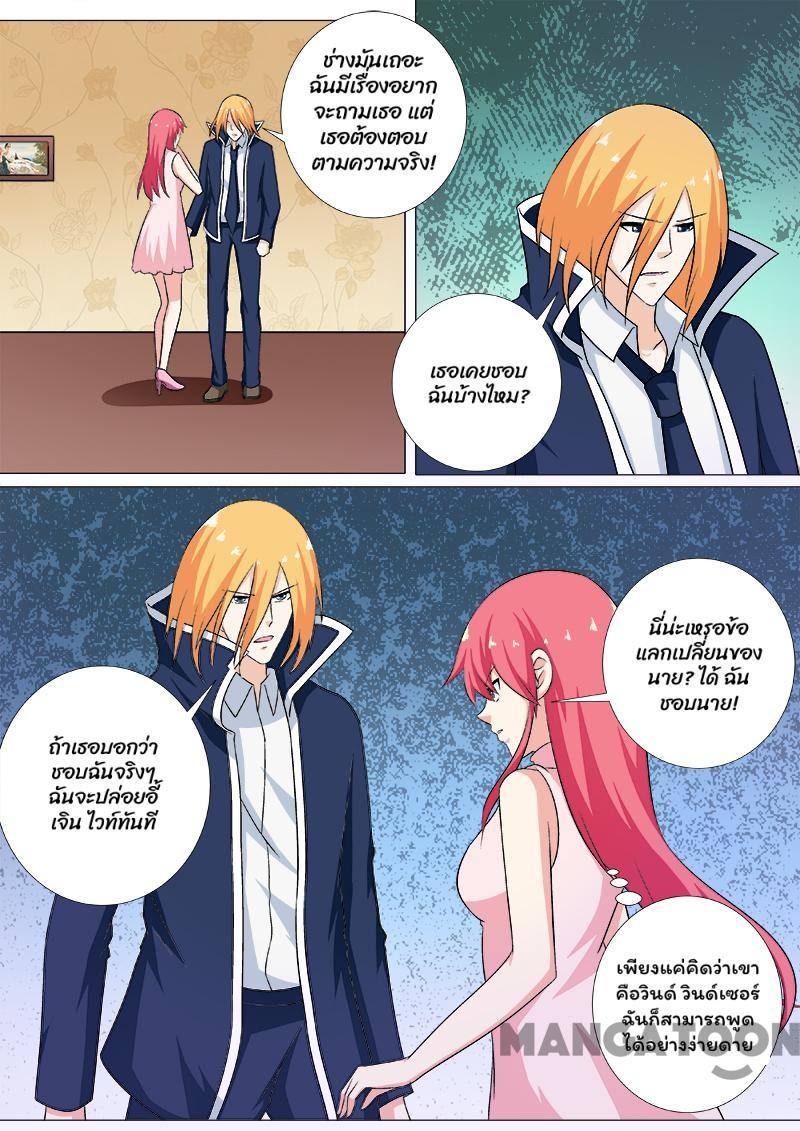 ช่างมันเถอะ
ฉันมีเรื่องอยาก
จะถามเธอ แต่
เธอต้องตอบ
ตามความจริง!
เธอเคยชอบ
ฉันบ้างไหม?
ถ้าเธอบอกว่า
ชอบฉันจริงๆ
ฉันจะปล่อยอี้
เจิน ไวท์ทันที
นี่น่ะเหรอข้อ
แลกเปลี่ยนของ
นาย? ได้ ฉัน
ชอบนาย!
เพียงแค่คิดว่าเขา
คือวินด์ วินด์เซอร์
ฉันก็สามารถพูด
ได้อย่างง่ายดาย
MANGATOON